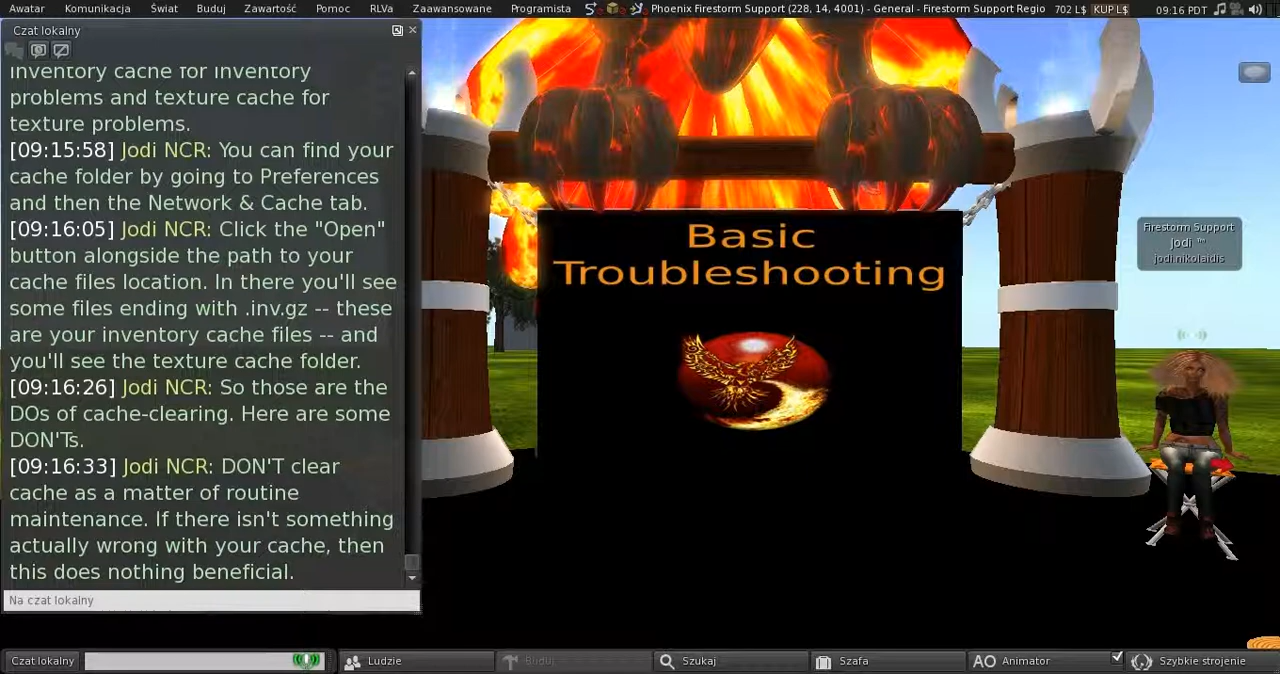 Awatar Komunikacja Świat Buduj Zawartość Pomoc RLVa Zaawansowane Programista Phoenix Firestorm Support (228, 14, 4001) - General - Firestorm Support Regio 702 L$ KUP L$ 09:16 PDT
Czat lokalny
inventory cache for inventory
problems and texture cache for
texture problems.
[09:15:58] Jodi NCR: You can find your
cache folder by going to Preferences
and then the Network & Cache tab.
[09:16:05] Jodi NCR: Click the "Open"
button alongside the path to your
cache files location. In there you'll see
some files ending with .inv.gz -- these
are your inventory cache files -- and
you'll see the texture cache folder.
[09:16:26] Jodi NCR: So those are the
DOs of cache-clearing. Here are some
DON'Ts.
[09:16:33] Jodi NCR: DON'T clear
cache as a matter of routine
maintenance. If there isn't something
actually wrong with your cache, then
this does nothing beneficial.
Na czat lokalny
Basic
Troubleshooting
Firestorm Support
Jodi ™
jodi.nikolaidis
Czat lokalny Ludzie Buduj Szukaj Szafa AO Animator Szybkie strojenie